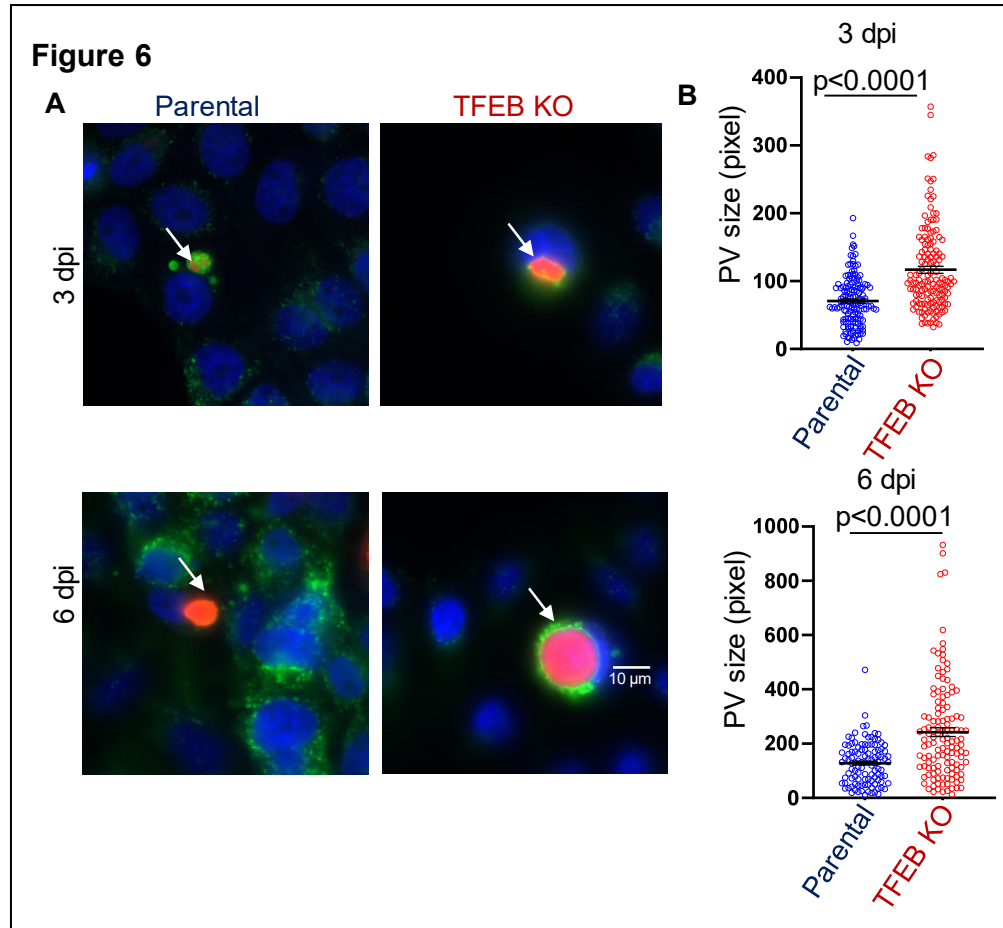 Figure 6
A
Parental
TFEB KO
3 dpi
6 dpi
10 µm
B
3 dpi
p<0.0001
PV size (pixel)
400
300
200
100
0
Parental
TFEB KO
6 dpi
p<0.0001
PV size (pixel)
1000
800
600
400
200
0
Parental
TFEB KO